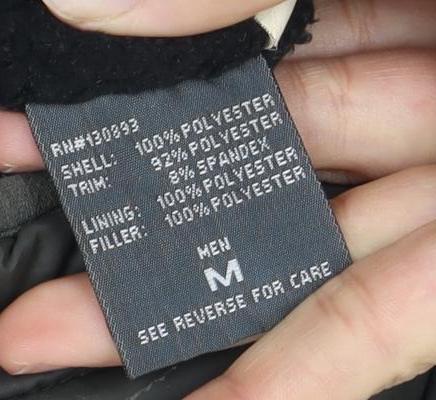 RN#130893
SHELL: 100% POLYESTER
TRIM: 92% POLYESTER
8% SPANDEX
LINING: 100% POLYESTER
FILLER: 100% POLYESTER
MEN
M
SEE REVERSE FOR CARE